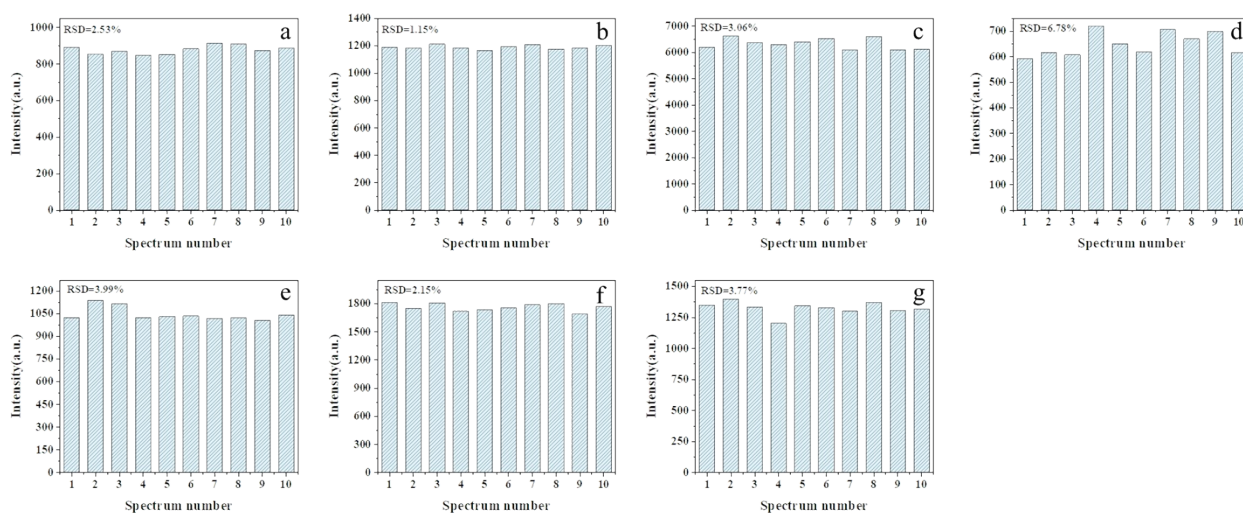 RSD=2.53%
a
Intensity(a.u.)
900
800
600
400
200
0
1 2 3 4 5 6 7 8 9 10
Spectrum number
RSD=1.15%
b
Intensity(a.u.)
1400
1200
1000
800
600
400
200
0
1 2 3 4 5 6 7 8 9 10
Spectrum number
RSD=3.06%
c
Intensity(a.u.)
7000
6000
5000
4000
3000
2000
1000
0
1 2 3 4 5 6 7 8 9 10
Spectrum number
RSD=6.78%
d
Intensity(a.u.)
700
600
500
400
300
200
100
0
1 2 3 4 5 6 7 8 9 10
Spectrum number
RSD=3.99%
e
Intensity(a.u.)
1200
1050
900
750
600
450
300
150
0
1 2 3 4 5 6 7 8 9 10
Spectrum number
RSD=2.15%
f
Intensity(a.u.)
1800
1500
1200
900
600
300
0
1 2 3 4 5 6 7 8 9 10
Spectrum number
RSD=3.77%
g
Intensity(a.u.)
1500
1250
1000
750
500
250
0
1 2 3 4 5 6 7 8 9 10
Spectrum number